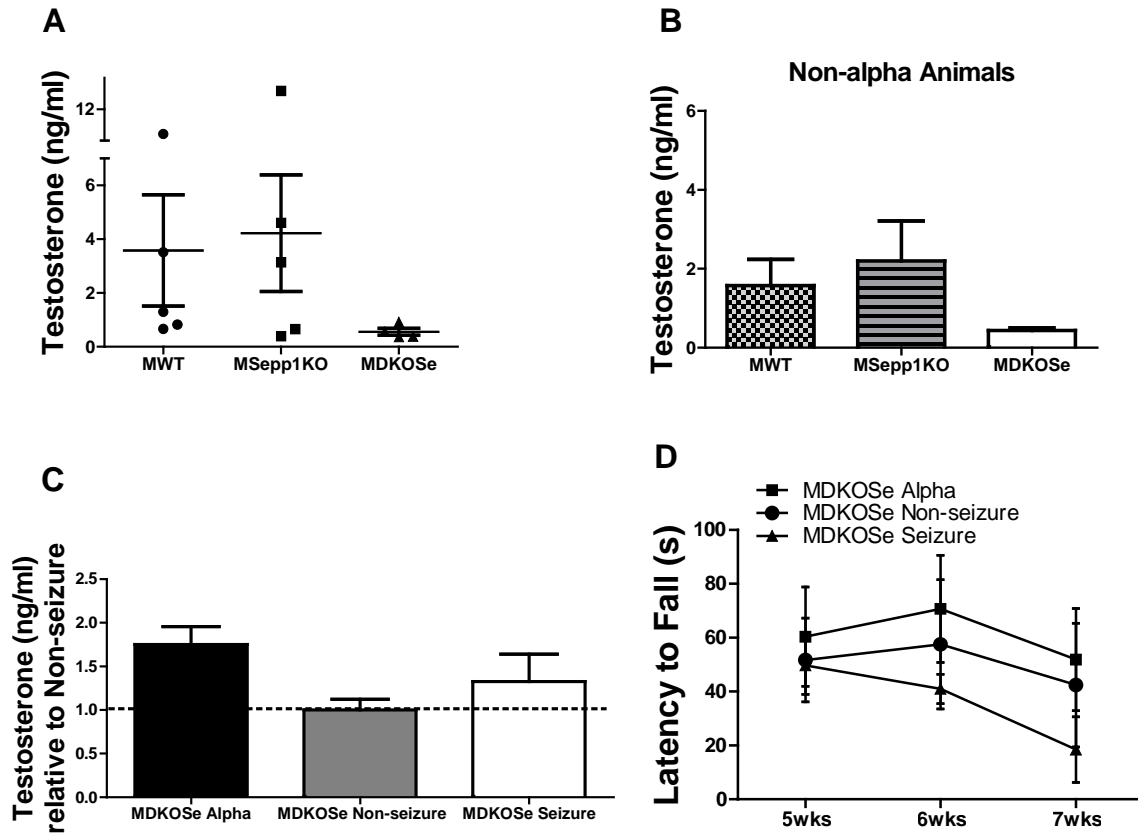 A
Testosterone (ng/ml)
12
6
4
2
0
MWT
MSepp1KO
MDKOSe
B
Non-alpha Animals
Testosterone (ng/ml)
6
4
2
0
MWT
MSepp1KO
MDKOSe
C
Testosterone (ng/ml)
relative to Non-seizure
2.5
2.0
1.5
1.0
0.5
0.0
MDKOSe Alpha
MDKOSe Non-seizure
MDKOSe Seizure
D
MDKOSe Alpha
MDKOSe Non-seizure
MDKOSe Seizure
Latency to Fall (s)
100
80
60
40
20
0
5wks
6wks
7wks